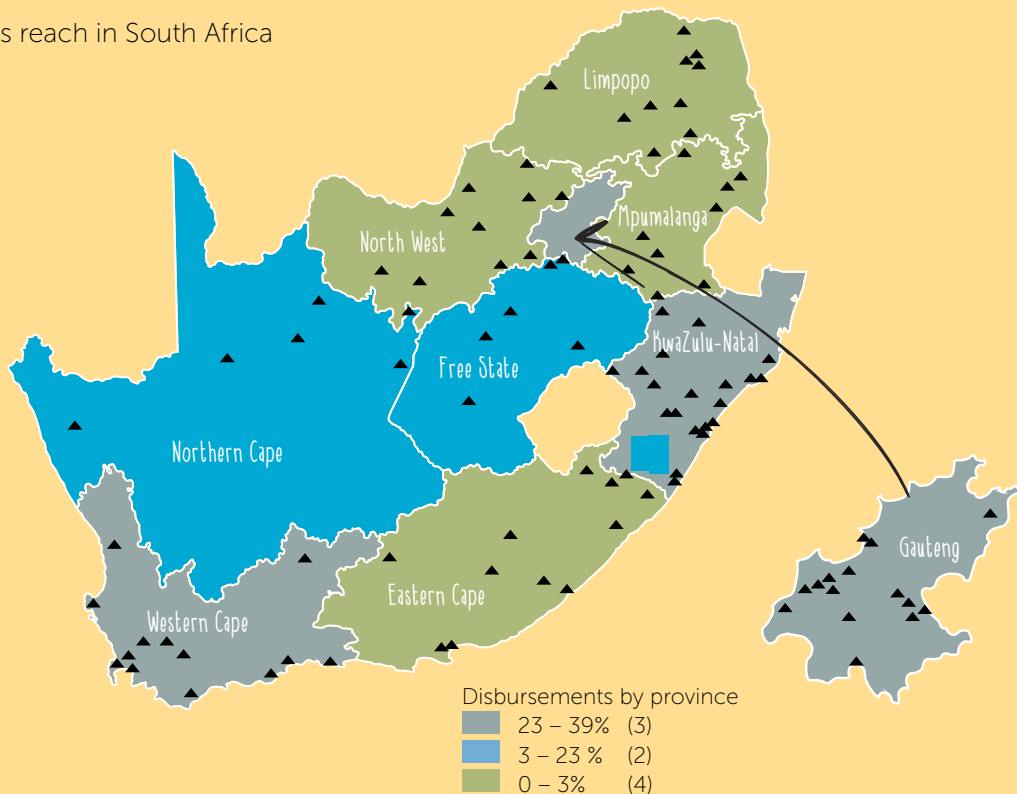 s reach in South Africa
Limpopo
Mpumalanga
North West
KwaZulu-Natal
Free State
Northern Cape
Gauteng
Eastern Cape
Western Cape
Disbursements by province
23 – 39% (3)
3 – 23 % (2)
0 – 3% (4)